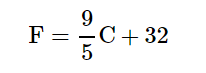 F = 9/5 C + 32